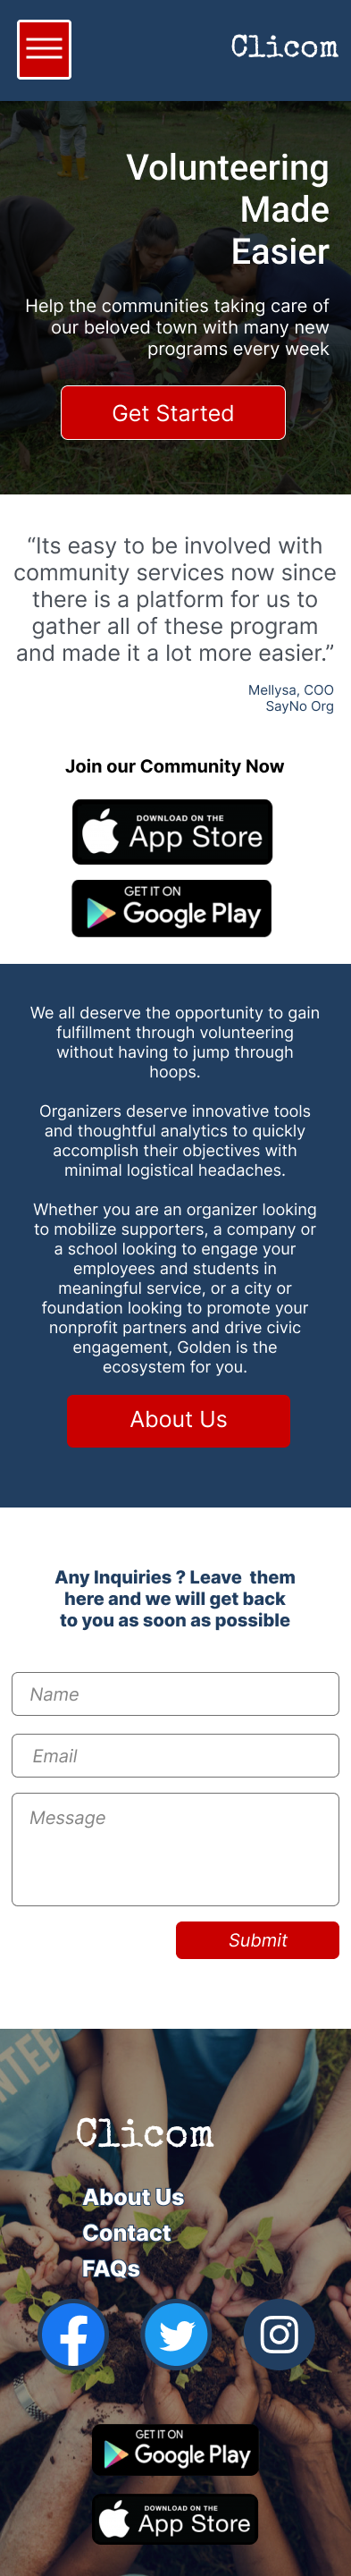 Clicom
Volunteering
Made
Easier
Help the communities taking care of
our beloved town with many new
programs every week
Get Started
“Its easy to be involved with
community services now since
there is a platform for us to
gather all of these program
and made it a lot more easier.”
Mellysa, COO
SayNo Org
Join our Community Now
DOWNLOAD ON THE
App Store
GET IT ON
Google Play
We all deserve the opportunity to gain
fulfillment through volunteering
without having to jump through
hoops.
Organizers deserve innovative tools
and thoughtful analytics to quickly
accomplish their objectives with
minimal logistical headaches.
Whether you are an organizer looking
to mobilize supporters, a company or
a school looking to engage your
employees and students in
meaningful service, or a city or
foundation looking to promote your
nonprofit partners and drive civic
engagement, Golden is the
ecosystem for you.
About Us
Any Inquiries ? Leave  them
here and we will get back
to you as soon as possible
Name
Email
Message
Submit
Clicom
About Us
Contact
FAQs
GET IT ON
Google Play
DOWNLOAD ON THE
App Store